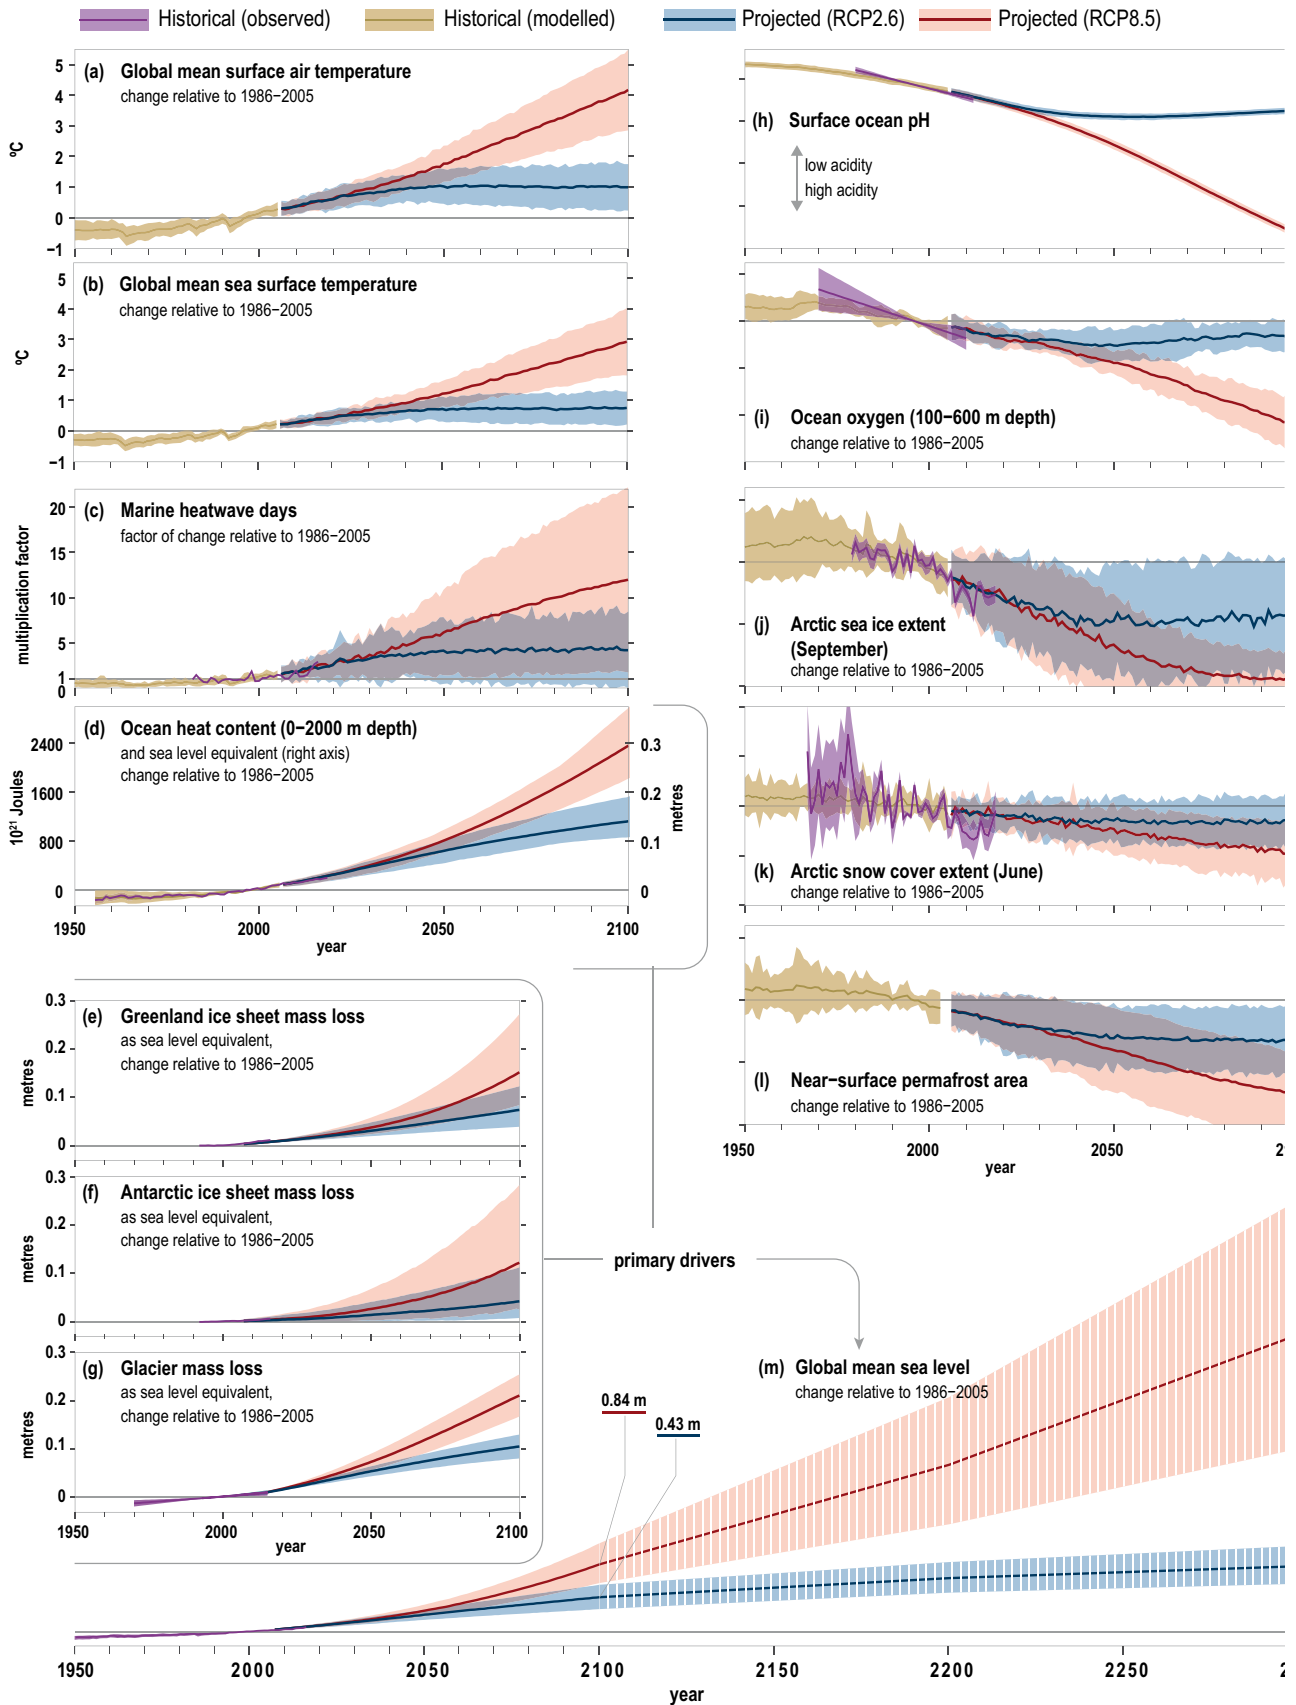 Historical (observed) Historical (modelled) Projected (RCP2.6) Projected (RCP8.5)
(a) Global mean surface air temperature
change relative to 1986−2005
5
4
3
2
1
0
−1
ºC
(b) Global mean sea surface temperature
change relative to 1986−2005
5
4
3
2
1
0
−1
ºC
(c) Marine heatwave days
factor of change relative to 1986−2005
20
15
10
5
1
0
multiplication factor
(d) Ocean heat content (0−2000 m depth)
and sea level equivalent (right axis)
change relative to 1986−2005
2400
1600
800
0
10²¹ Joules
0.3
0.2
0.1
0
metres
1950 2000 2050 2100
year
(e) Greenland ice sheet mass loss
as sea level equivalent,
change relative to 1986−2005
0.3
0.2
0.1
0
metres
(f) Antarctic ice sheet mass loss
as sea level equivalent,
change relative to 1986−2005
0.3
0.2
0.1
0
metres
(g) Glacier mass loss
as sea level equivalent,
change relative to 1986−2005
0.3
0.2
0.1
0
metres
1950 2000 2050 2100
year
(h) Surface ocean pH
low acidity
high acidity
(i) Ocean oxygen (100−600 m depth)
change relative to 1986−2005
(j) Arctic sea ice extent
(September)
change relative to 1986−2005
(k) Arctic snow cover extent (June)
change relative to 1986−2005
(l) Near−surface permafrost area
change relative to 1986−2005
1950 2000 2050 2
year
primary drivers
(m) Global mean sea level
change relative to 1986−2005
0.84 m
0.43 m
1950 2000 2050 2100 2150 2200 2250
year